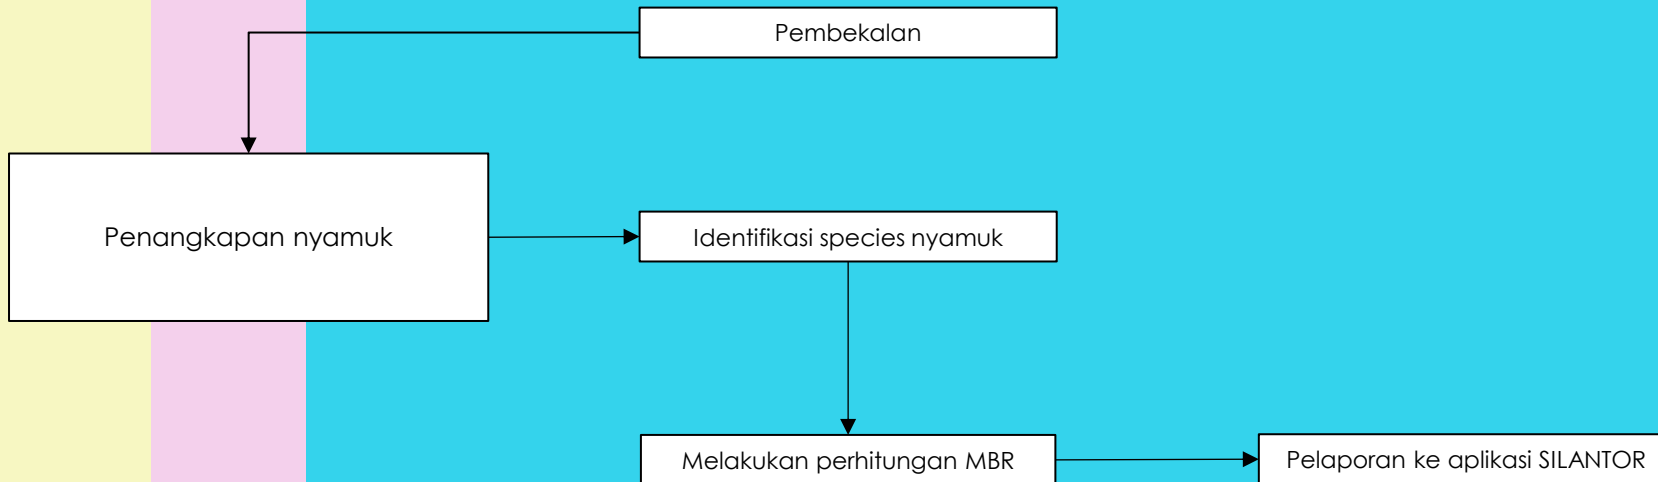 Pembekalan
Penangkapan nyamuk
Identifikasi species nyamuk
Melakukan perhitungan MBR
Pelaporan ke aplikasi SILANTOR